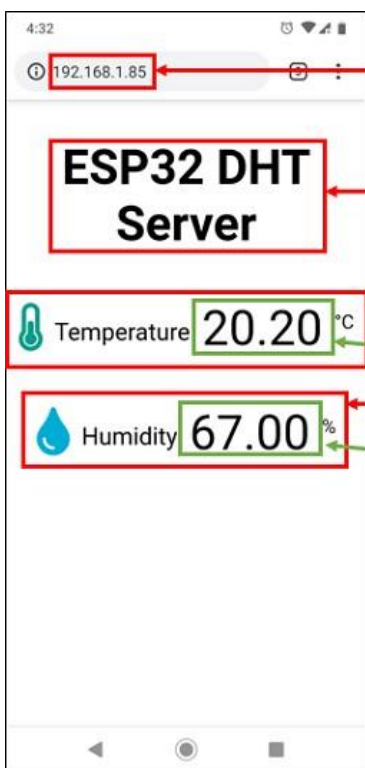 4:32
192.168.1.85
ESP32 DHT
Server
Temperature 20.20 °C
Humidity 67.00 %